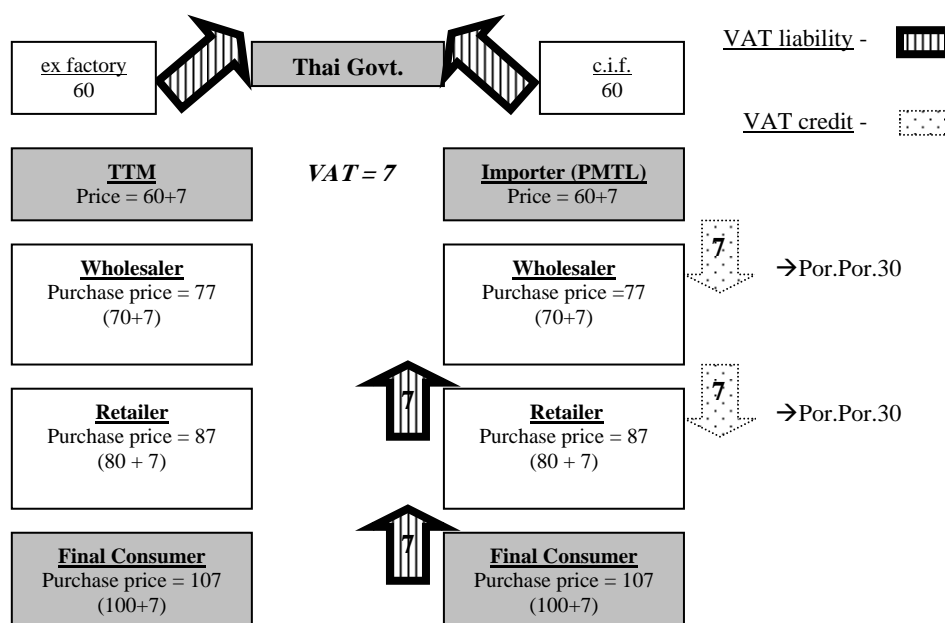 ex factory
60
Thai Govt.
c.i.f.
60
VAT liability -
VAT credit -
TTM
Price = 60+7
VAT = 7
Importer (PMTL)
Price = 60+7
Wholesaler
Purchase price = 77
(70+7)
Wholesaler
Purchase price =77
(70+7)
7
→Por.Por.30
Retailer
Purchase price = 87
(80 + 7)
7
Retailer
Purchase price = 87
(80 + 7)
7
→Por.Por.30
Final Consumer
Purchase price = 107
(100+7)
7
Final Consumer
Purchase price = 107
(100+7)